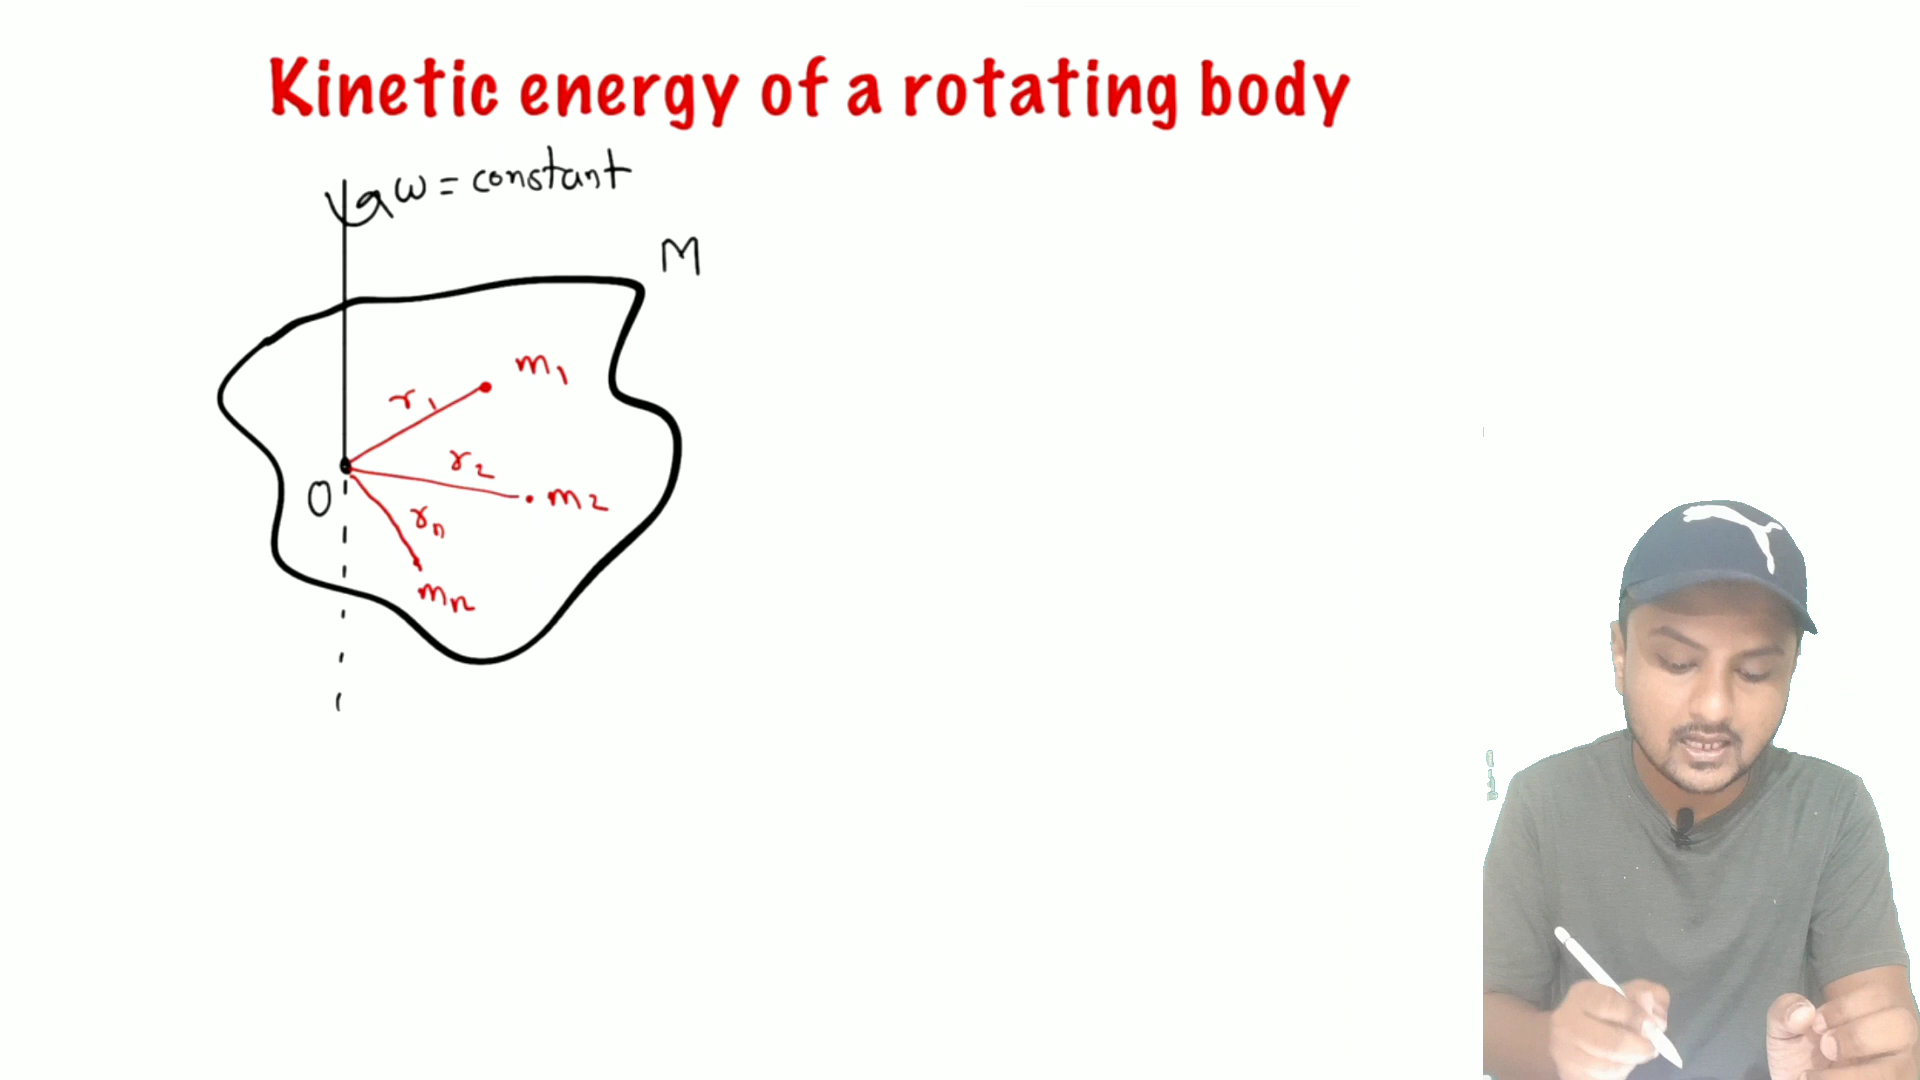 Kinetic energy of a rotating body
ω = constant
M
m1
r1
r2
O
m2
rn
mn